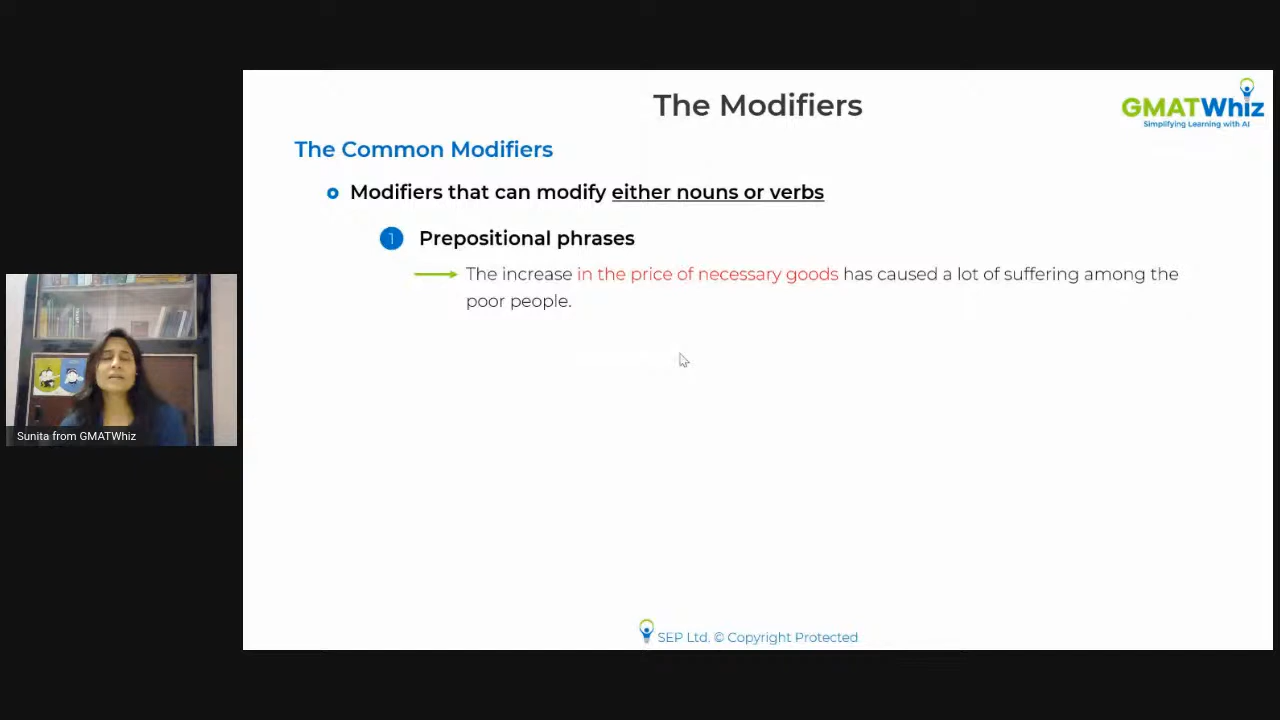 The Modifiers
GMATWhiz
Simplifying Learning with AI
The Common Modifiers
Modifiers that can modify either nouns or verbs
1 Prepositional phrases
The increase in the price of necessary goods has caused a lot of suffering among the
poor people.
Sunita from GMATWhiz
SEP Ltd. © Copyright Protected